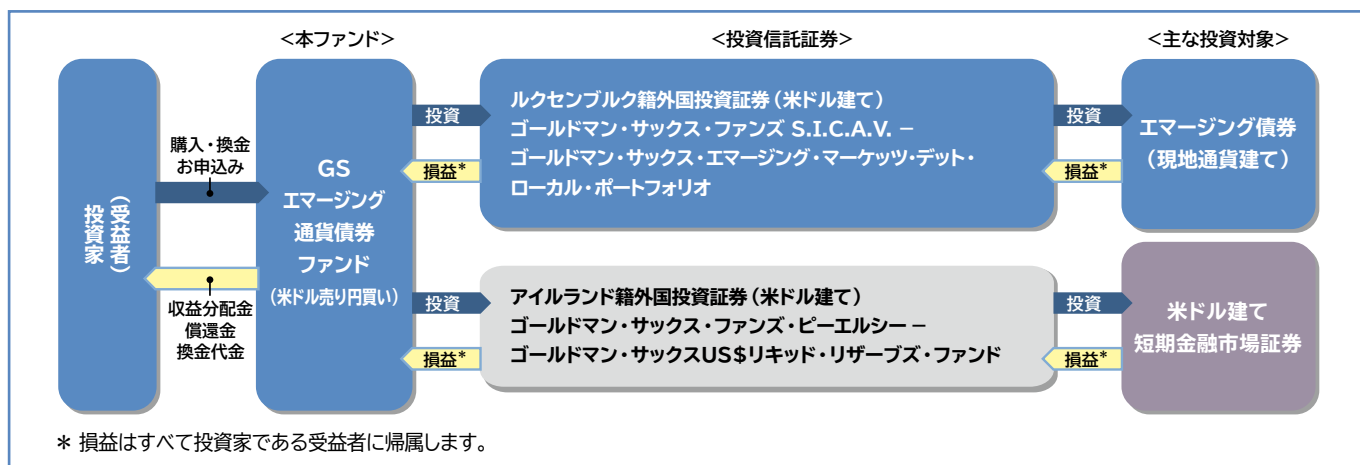 <本ファンド>
<投資信託証券>
<主な投資対象>
投資家
(受益者)
購入・換金
お申込み
収益分配金
償還金
換金代金
GS
エマージング
通貨債券
ファンド
(米ドル売り円買い)
投資
損益*
ルクセンブルク籍外国投資証券(米ドル建て)
ゴールドマン・サックス・ファンズ S.I.C.A.V. −
ゴールドマン・サックス・エマージング・マーケッツ・デット・
ローカル・ポートフォリオ
投資
損益*
エマージング債券
(現地通貨建て)
投資
損益*
アイルランド籍外国投資証券(米ドル建て)
ゴールドマン・サックス・ファンズ・ピーエルシー −
ゴールドマン・サックスUS$リキッド・リザーブズ・ファンド
投資
損益*
米ドル建て
短期金融市場証券
* 損益はすべて投資家である受益者に帰属します。